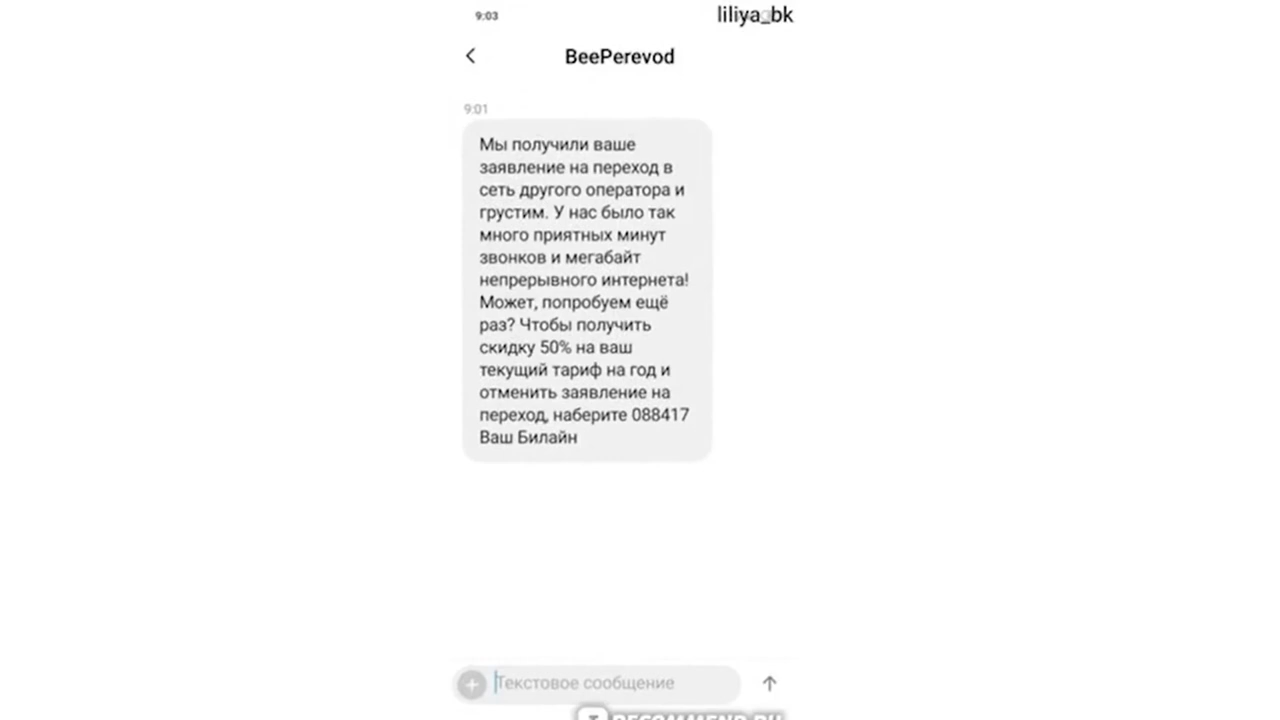 9:03
liliya_bk
BeePerevod
9:01
Мы получили ваше
заявление на переход в
сеть другого оператора и
грустим. У нас было так
много приятных минут
звонков и мегабайт
непрерывного интернета!
Может, попробуем ещё
раз? Чтобы получить
скидку 50% на ваш
текущий тариф на год и
отменить заявление на
переход, наберите 088417
Ваш Билайн
Текстовое сообщение